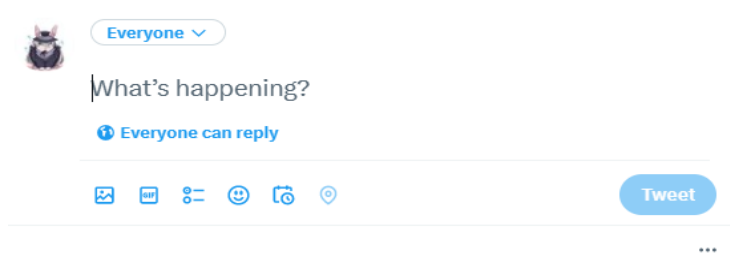 Everyone
What's happening?
Everyone can reply
GIF
Tweet